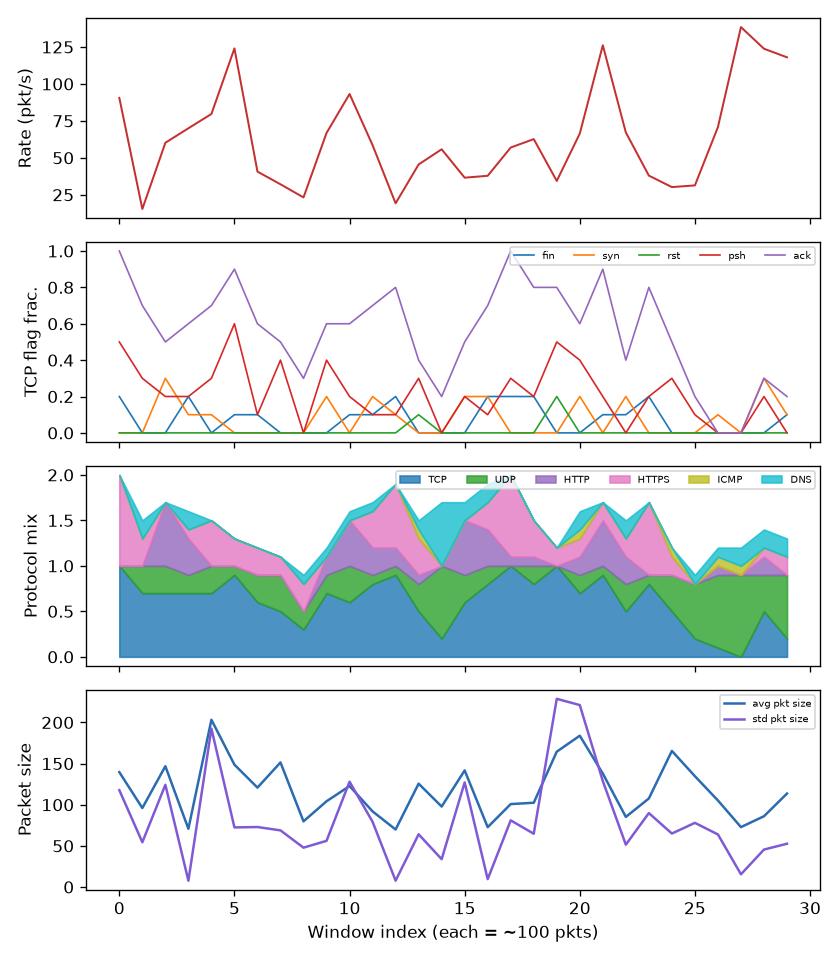 Rate (pkt/s)
125
100
75
50
25
TCP flag frac.
1.0
0.8
0.6
0.4
0.2
0.0
fin syn rst psh ack
Protocol mix
2.0
1.5
1.0
0.5
0.0
TCP UDP HTTP HTTPS ICMP DNS
Packet size
200
150
100
50
0
avg pkt size
std pkt size
0 5 10 15 20 25 30
Window index (each = ~100 pkts)